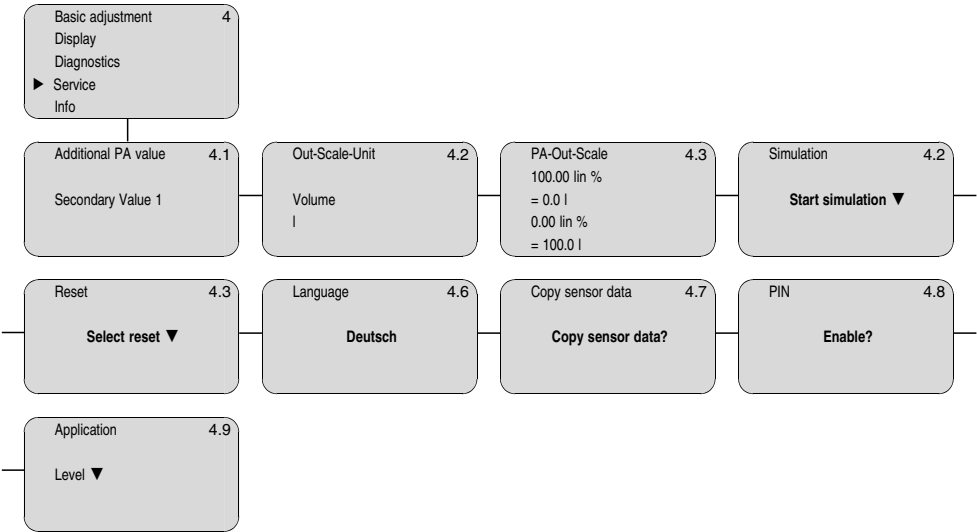 Basic adjustment 4
Display
Diagnostics
▶ Service
Info
Additional PA value 4.1
Secondary Value 1
Out-Scale-Unit 4.2
Volume
l
PA-Out-Scale 4.3
100.00 lin %
= 0.0 l
0.00 lin %
= 100.0 l
Simulation 4.2
Start simulation ▼
Reset 4.3
Select reset ▼
Language 4.6
Deutsch
Copy sensor data 4.7
Copy sensor data?
PIN 4.8
Enable?
Application 4.9
Level ▼